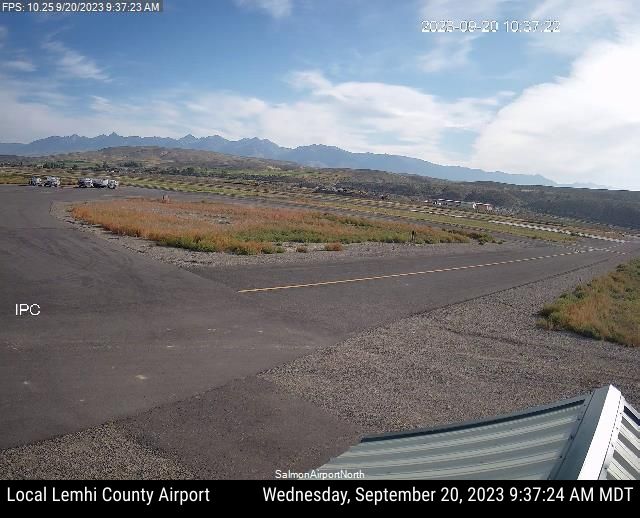 FPS: 10.25 9/20/2023 9:37:23 AM
2023-09-20 10:37:22
IPC
SalmonAirportNorth
Local Lemhi County Airport Wednesday, September 20, 2023 9:37:24 AM MDT